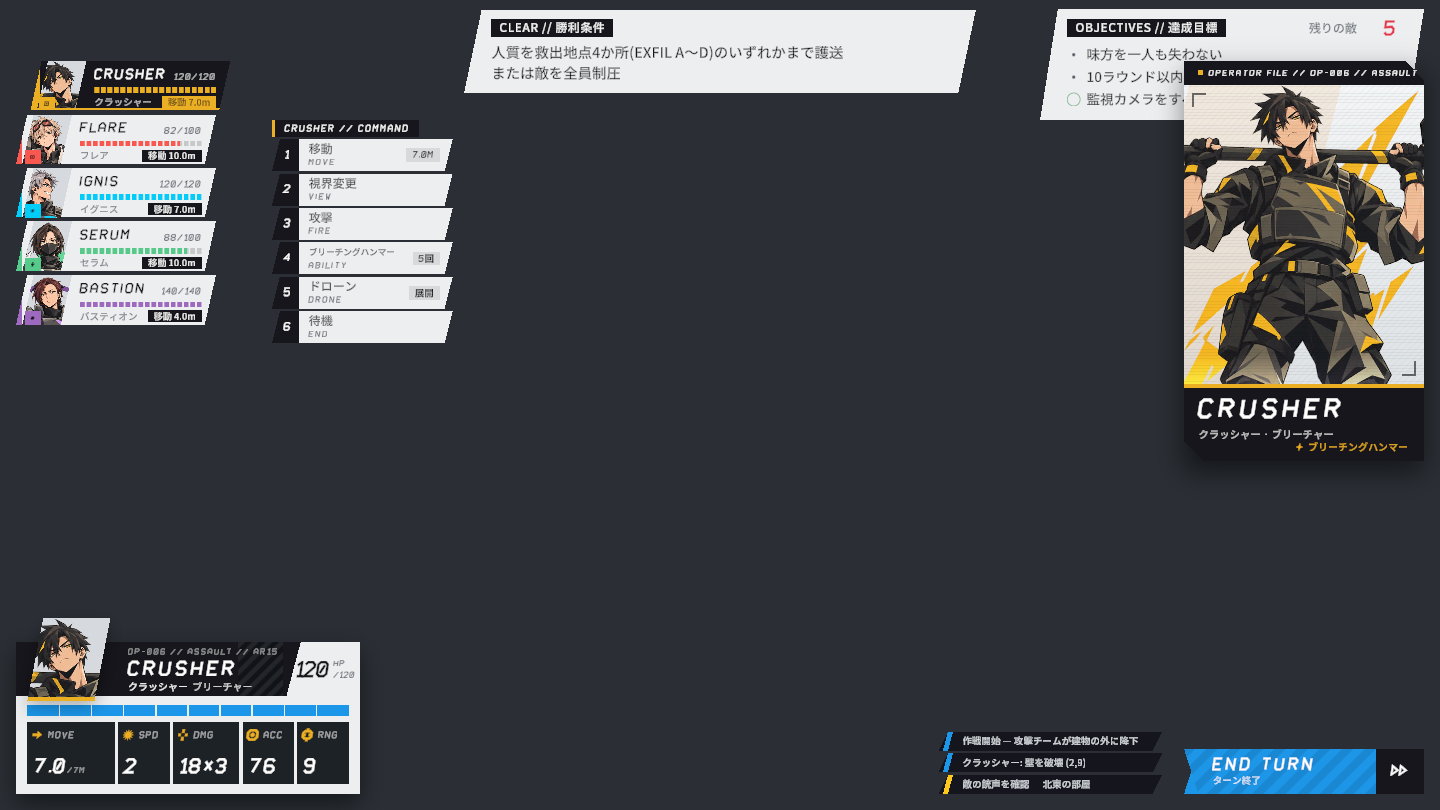 CLEAR // 勝利条件
人質を救出地点4か所(EXFIL A～D)のいずれかまで護送
または敵を全員制圧
OBJECTIVES // 達成目標
残りの敵 5
・ 味方を一人も失わない
・ 10ラウンド以内
〇 監視カメラをす
CRUSHER 120/120
クラッシャー 移動 7.0m
FLARE 82/100
フレア 移動 10.0m
IGNIS 120/120
イグニス 移動 7.0m
SERUM 88/100
セラム 移動 10.0m
BASTION 140/140
バスティオン 移動 4.0m
CRUSHER // COMMAND
1 移動 7.0M
MOVE
2 視界変更
VIEW
3 攻撃
FIRE
4 ブリーチングハンマー 5回
ABILITY
5 ドローン 展開
DRONE
6 待機
END
OPERATOR FILE // OP-006 // ASSAULT
CRUSHER
クラッシャー・ブリーチャー
ブリーチングハンマー
OP-006 // ASSAULT // AR15
CRUSHER
クラッシャー ブリーチャー
120 HP /120
MOVE SPD DMG ACC RNG
7.0/7M 2 18×3 76 9
作戦開始 — 攻撃チームが建物の外に降下
クラッシャー: 壁を破壊 (2,9)
敵の銃声を確認 北東の部屋
END TURN
ターン終了